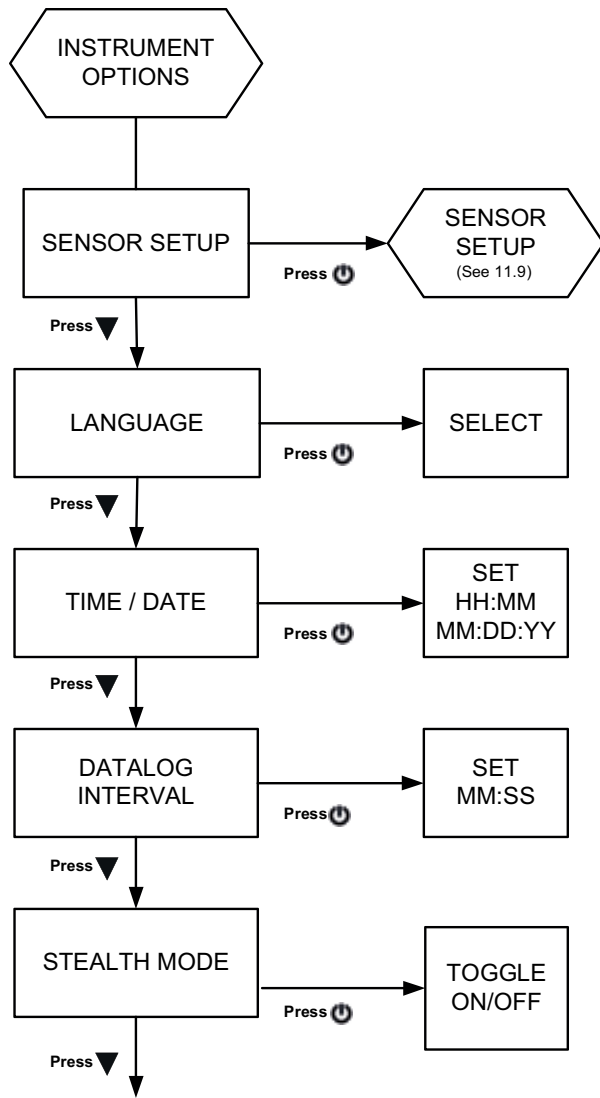 INSTRUMENT
OPTIONS
SENSOR SETUP
Press
SENSOR
SETUP
(See 11.9)
Press
LANGUAGE
Press
SELECT
Press
TIME / DATE
Press
SET
HH:MM
MM:DD:YY
Press
DATALOG
INTERVAL
Press
SET
MM:SS
Press
STEALTH MODE
Press
TOGGLE
ON/OFF
Press